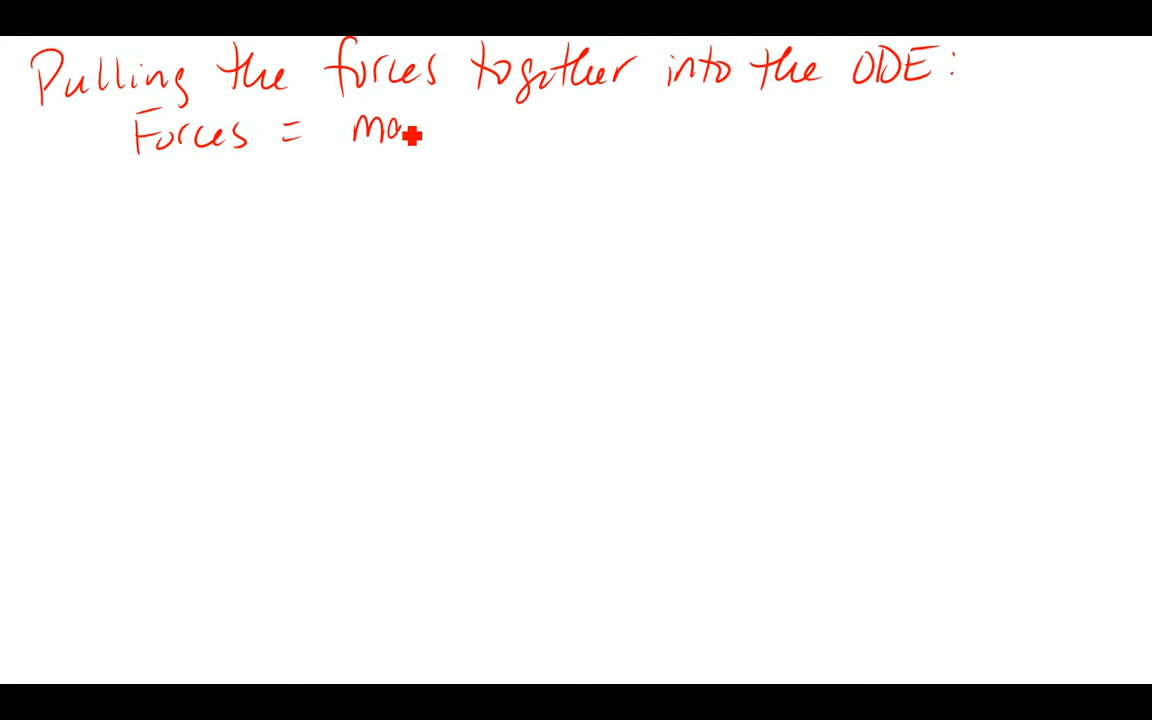 Pulling the forces together into the ODE:
Forces = ma